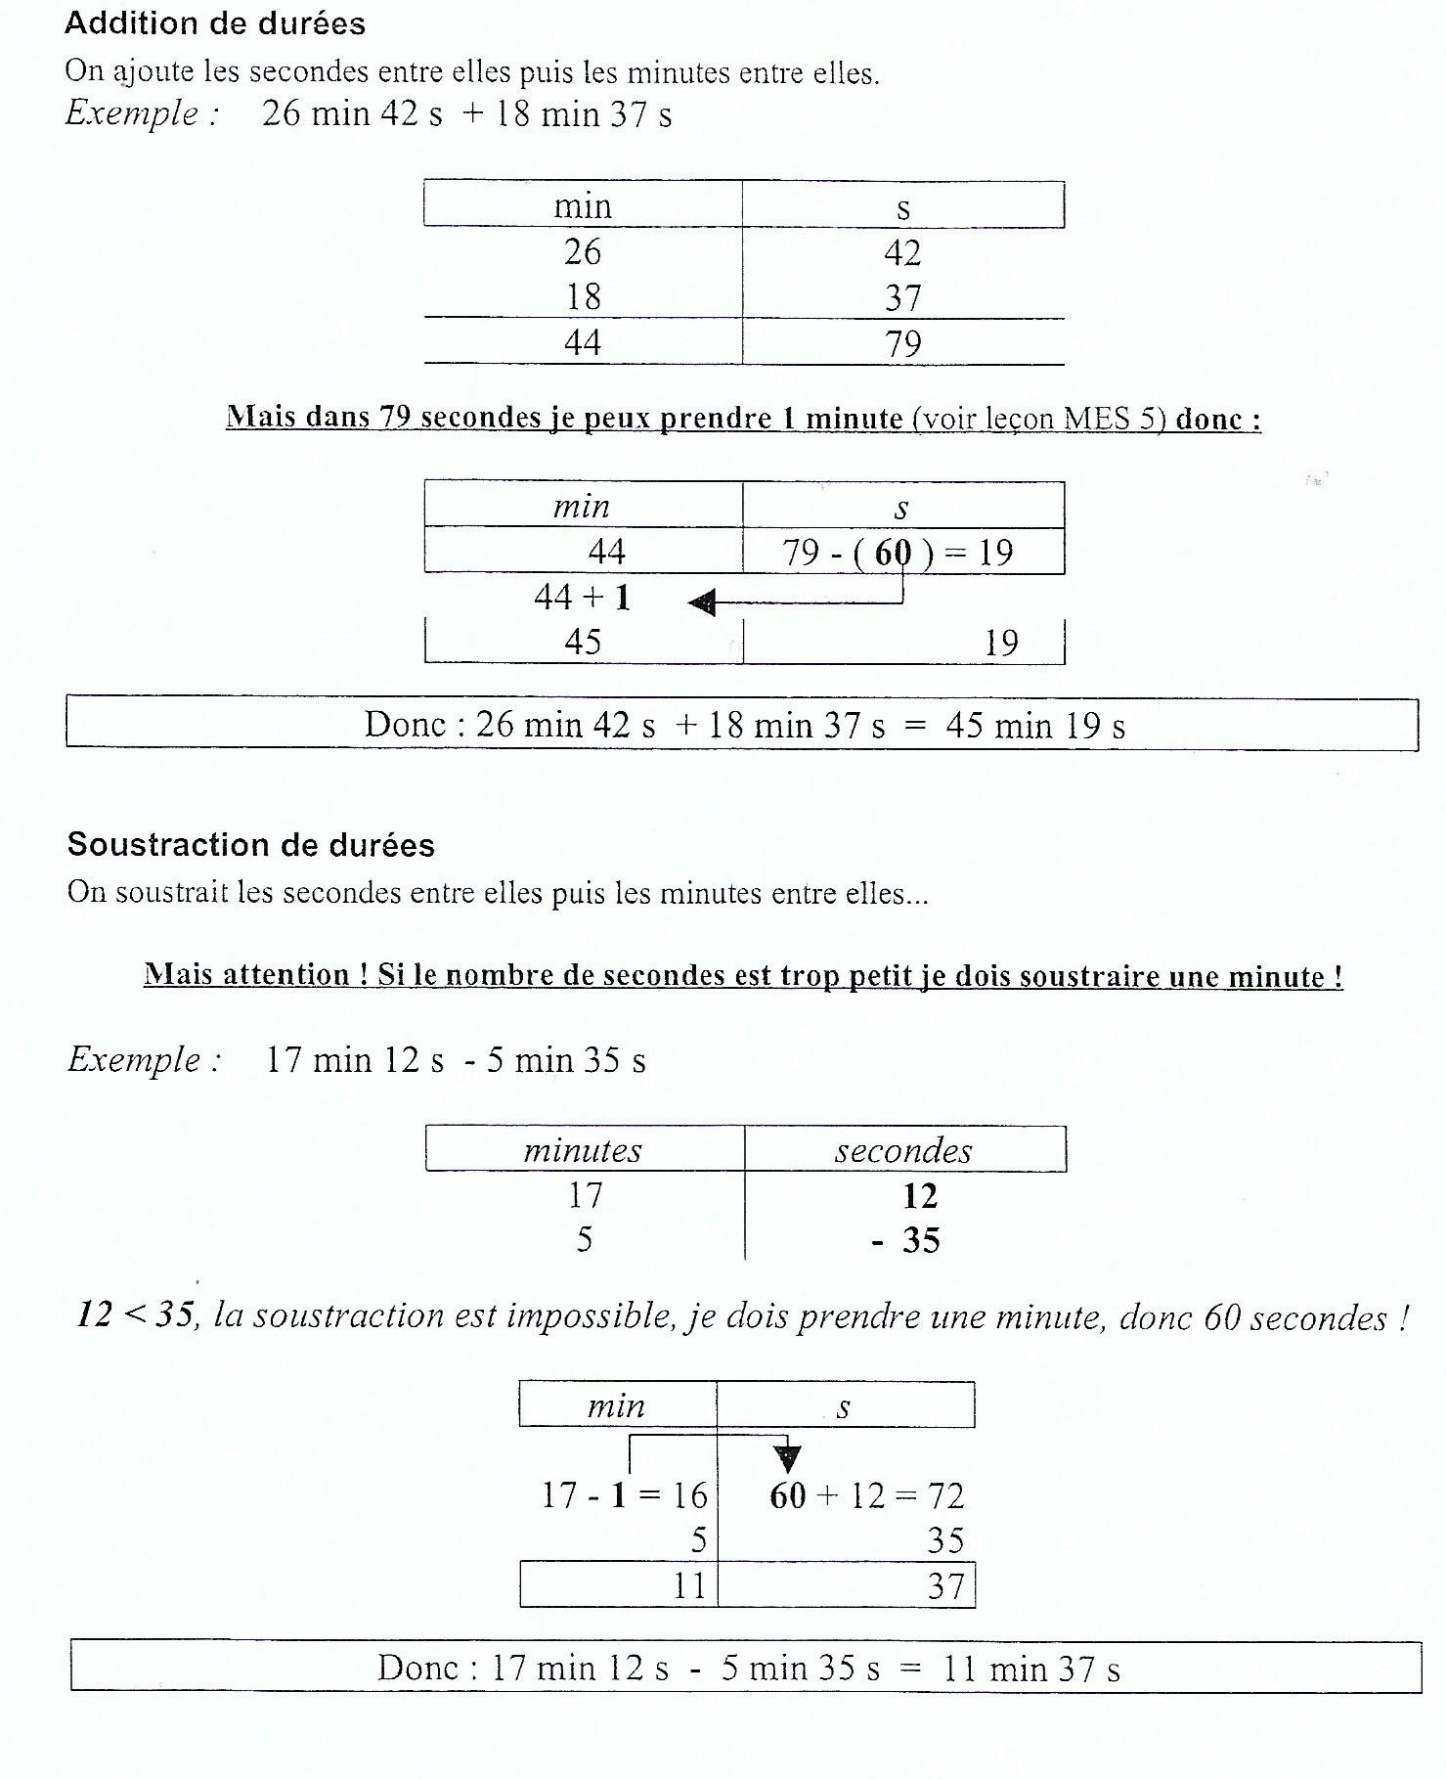 Addition de durées
On ajoute les secondes entre elles puis les minutes entre elles.
Exemple : 26 min 42 s + 18 min 37 s
min s
26 42
18 37
44 79
Mais dans 79 secondes je peux prendre 1 minute (voir leçon MES 5) donc :
min s
44 79 - ( 60 ) = 19
44 + 1
45 19
Donc : 26 min 42 s + 18 min 37 s = 45 min 19 s
Soustraction de durées
On soustrait les secondes entre elles puis les minutes entre elles...
Mais attention ! Si le nombre de secondes est trop petit je dois soustraire une minute !
Exemple : 17 min 12 s - 5 min 35 s
minutes secondes
17 12
5 - 35
12 < 35, la soustraction est impossible, je dois prendre une minute, donc 60 secondes !
min s
17 - 1 = 16 60 + 12 = 72
5 35
11 37
Donc : 17 min 12 s - 5 min 35 s = 11 min 37 s